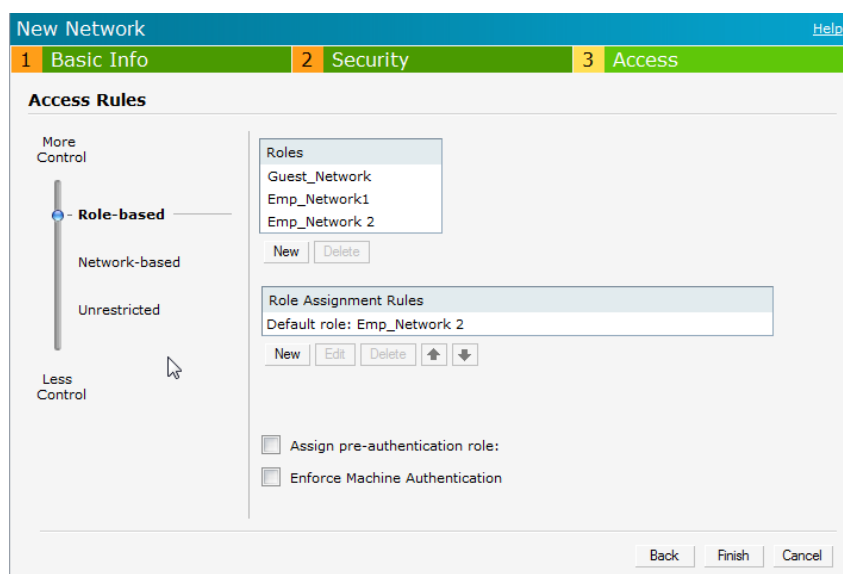 New Network
Help
1 Basic Info
2 Security
3 Access
Access Rules
More
Control
Role-based
Network-based
Unrestricted
Less
Control
Roles
Guest_Network
Emp_Network1
Emp_Network 2
New Delete
Role Assignment Rules
Default role: Emp_Network 2
New Edit Delete
Assign pre-authentication role:
Enforce Machine Authentication
Back Finish Cancel